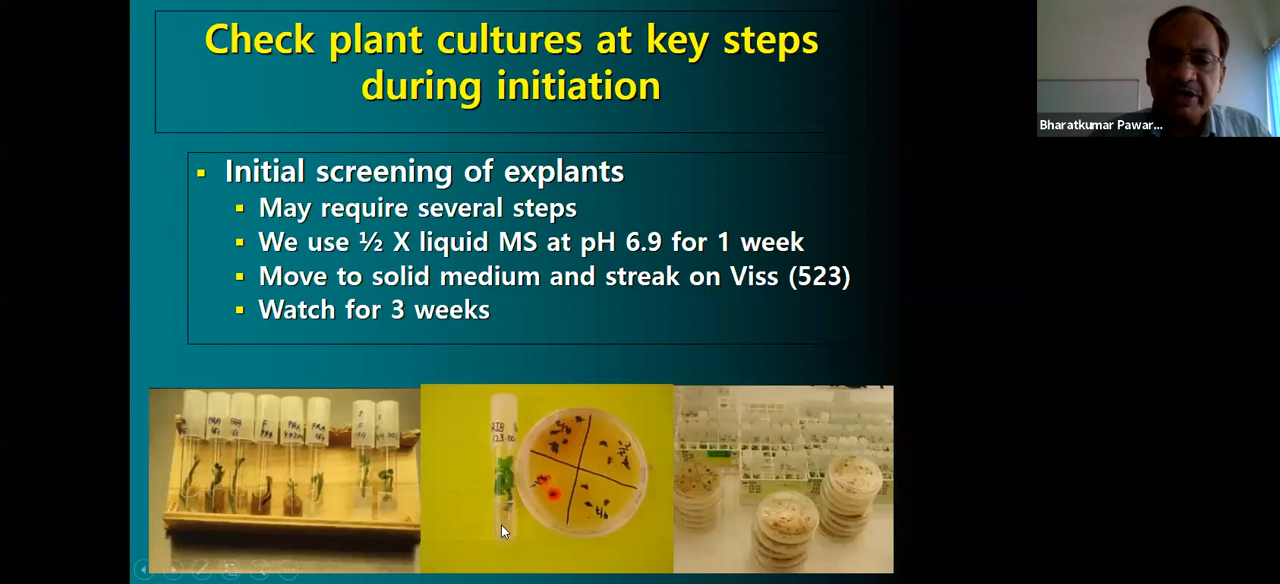 Check plant cultures at key steps
during initiation
Bharatkumar Pawar...
▪ Initial screening of explants
▪ May require several steps
▪ We use ½ X liquid MS at pH 6.9 for 1 week
▪ Move to solid medium and streak on Viss (523)
▪ Watch for 3 weeks